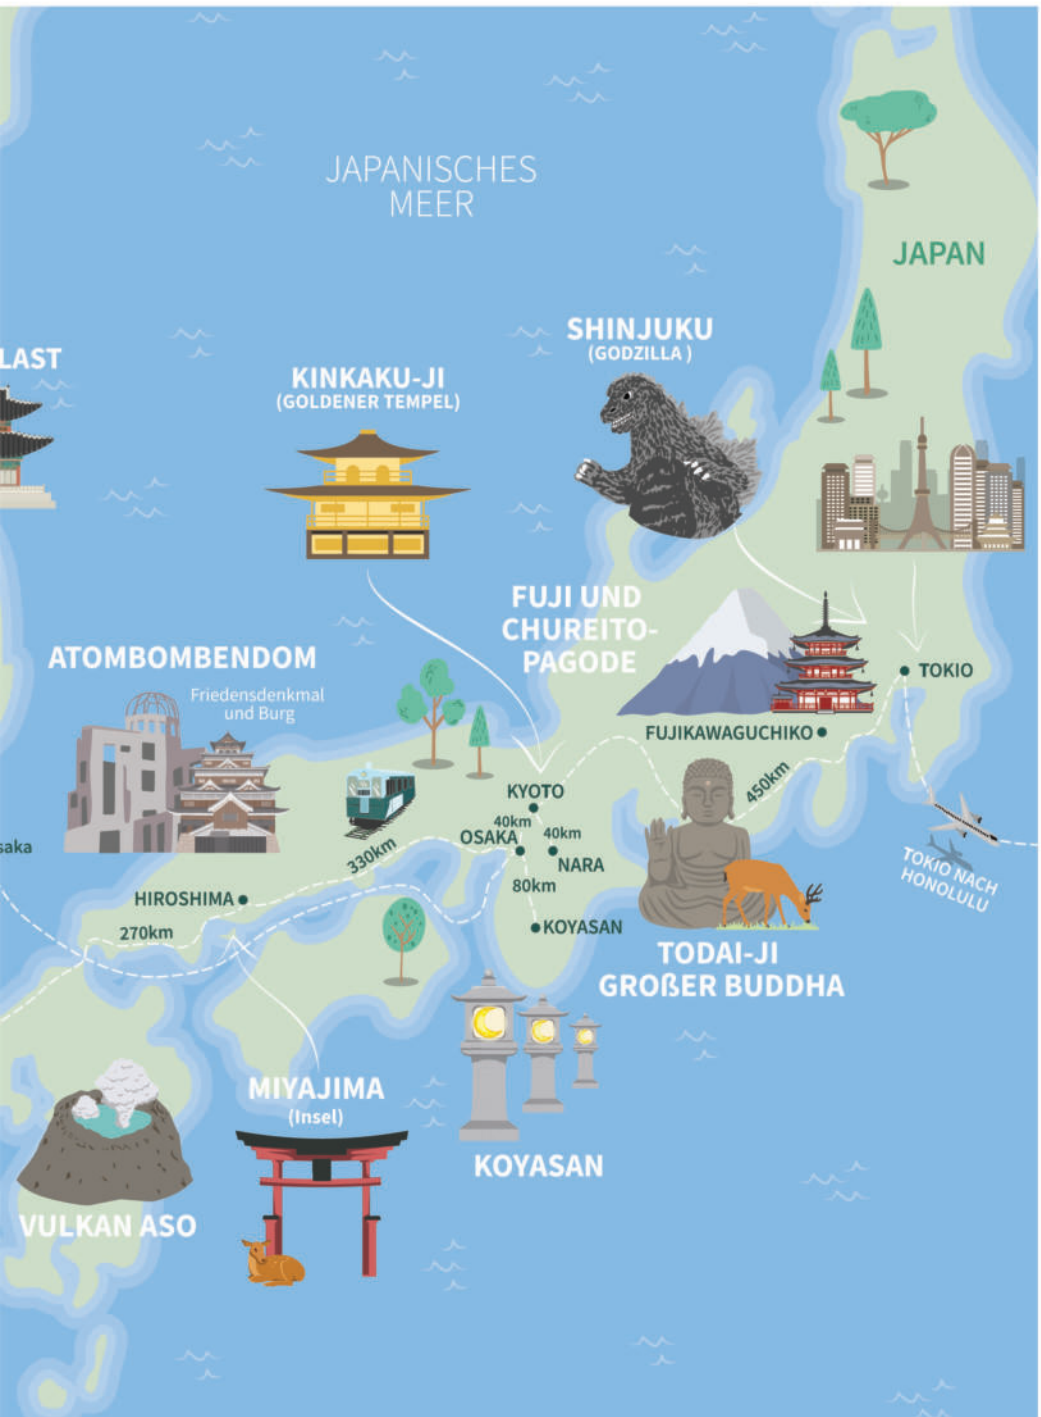 JAPANISCHES
MEER
JAPAN
SHINJUKU
(GODZILLA )
LAST
KINKAKU-JI
(GOLDENER TEMPEL)
FUJI UND
CHUREITO-
PAGODE
ATOMBOMBENDOM
Friedensdenkmal
und Burg
TOKIO
FUJIKAWAGUCHIKO
KYOTO
450km
40km
OSAKA
40km
saka
330km
NARA
TOKIO NACH
HONOLULU
80km
HIROSHIMA
270km
KOYASAN
TODAI-JI
GROßER BUDDHA
MIYAJIMA
(Insel)
KOYASAN
VULKAN ASO